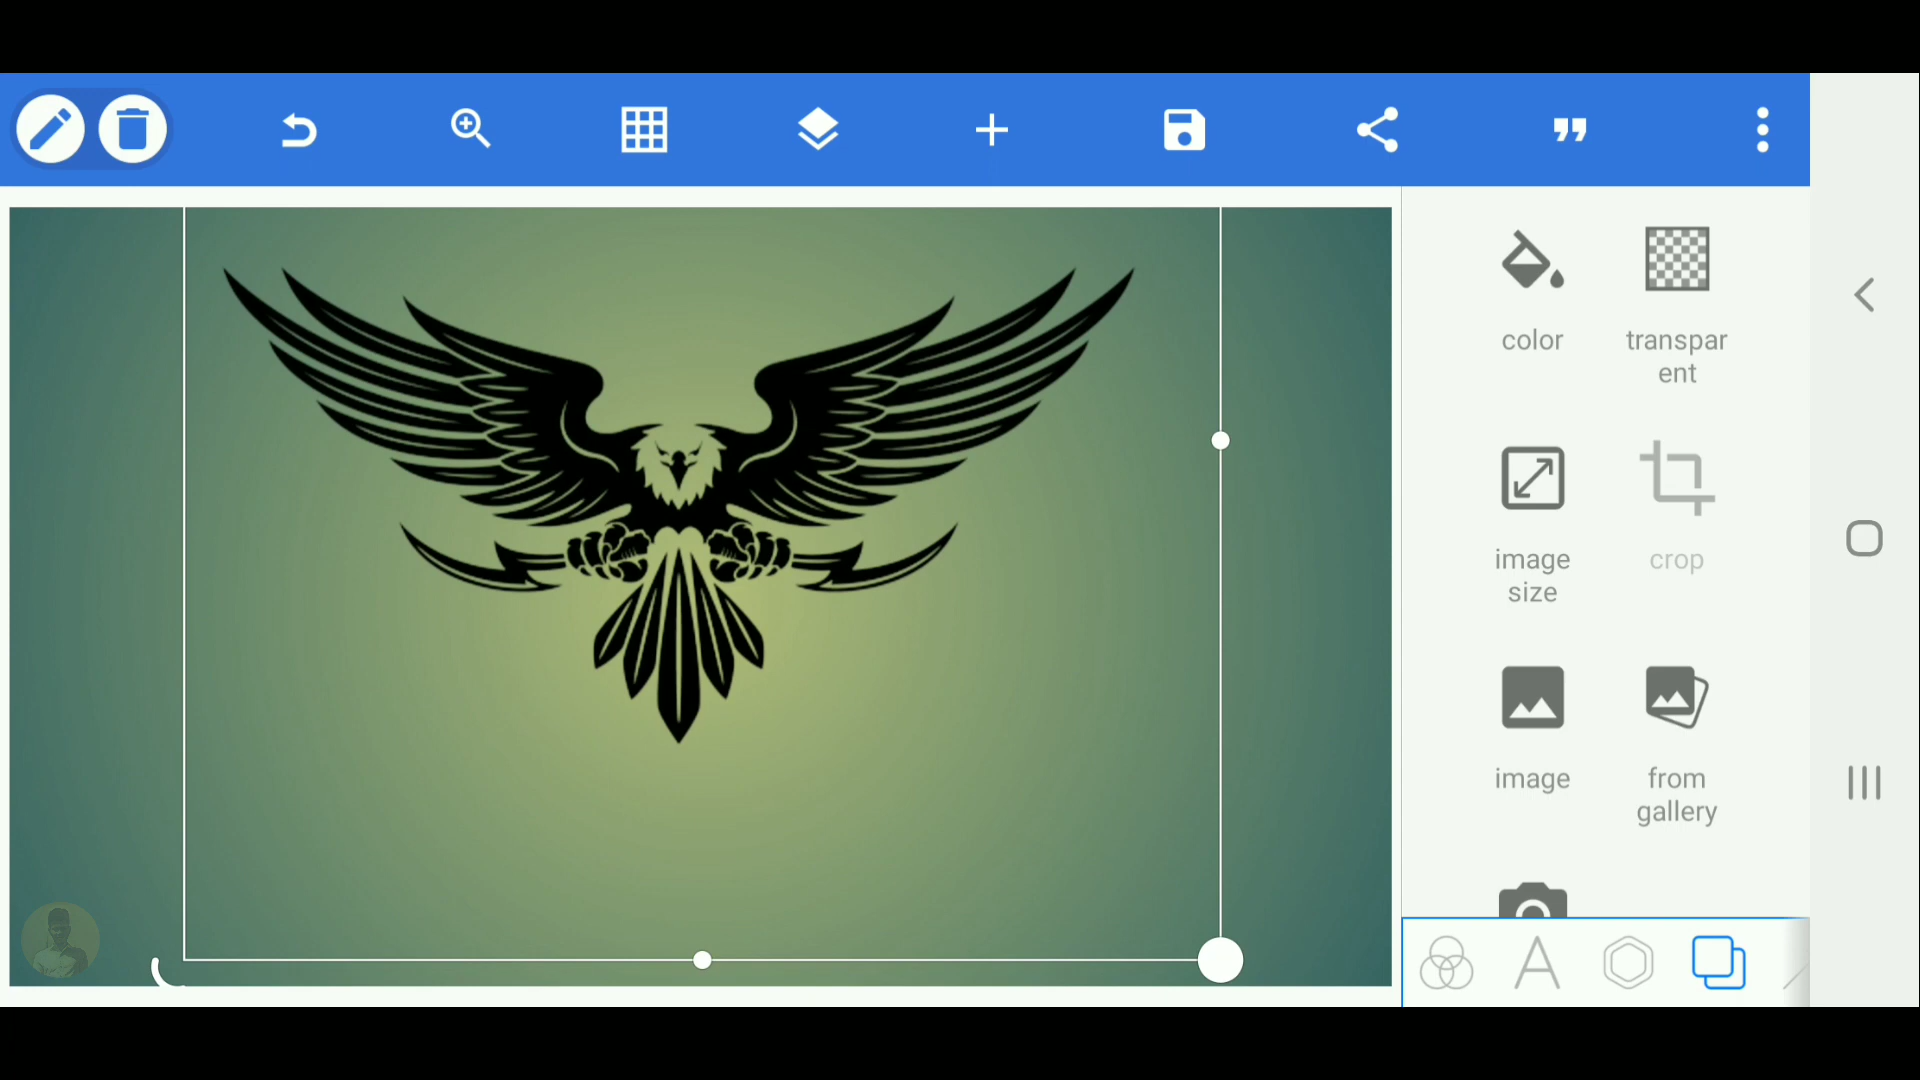 color
transpar
ent
image
size
crop
image
from
gallery